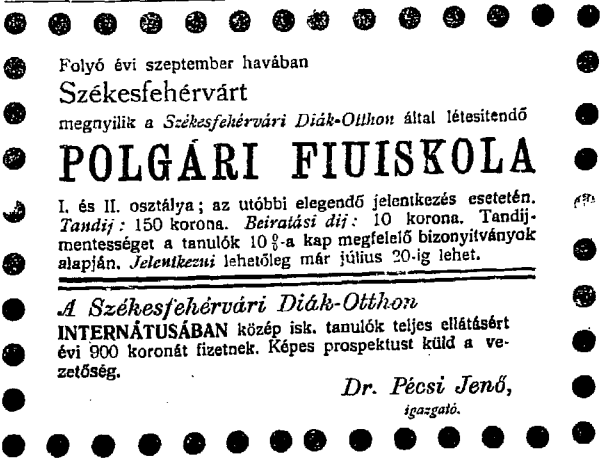 Folyó évi szeptember havában
Székesfehérvárt
megnyilik a Székesfehérvári Diák-Otthon által létesitendő
POLGÁRI FIUISKOLA
I. és II. osztálya; az utóbbi elegendő jelentkezés esetetén.
Tandij: 150 korona. Beiratási dij: 10 korona. Tandij-
mentességet a tanulók 10%-a kap megfelelő bizonyitványok
alapján. Jelentkezni lehetőleg már július 20-ig lehet.
A Székesfehérvári Diák-Otthon
INTERNÁTUSÁBAN közép isk. tanulók teljes ellátásért
évi 900 koronát fizetnek. Képes prospektust küld a ve-
zetőség.
Dr. Pécsi Jenő,
igazgató.